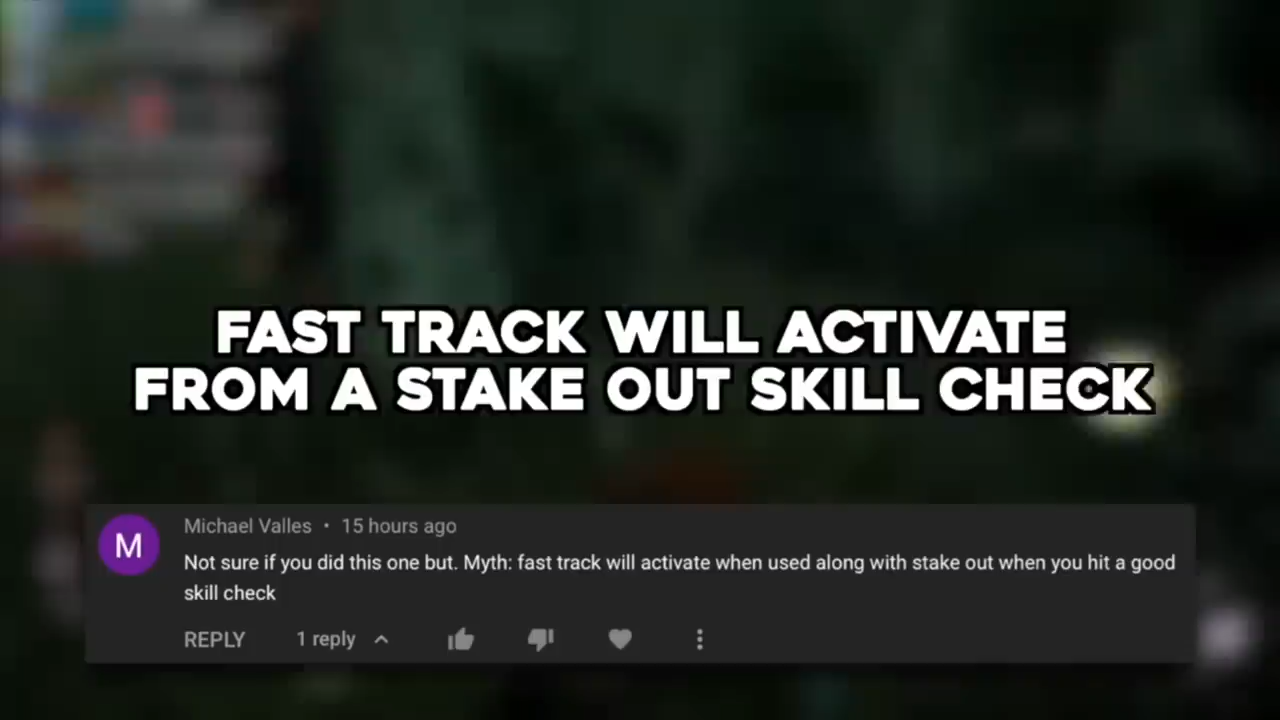 FAST TRACK WILL ACTIVATE
FROM A STAKE OUT SKILL CHECK
M
Michael Valles • 15 hours ago
Not sure if you did this one but. Myth: fast track will activate when used along with stake out when you hit a good
skill check
REPLY 1 reply